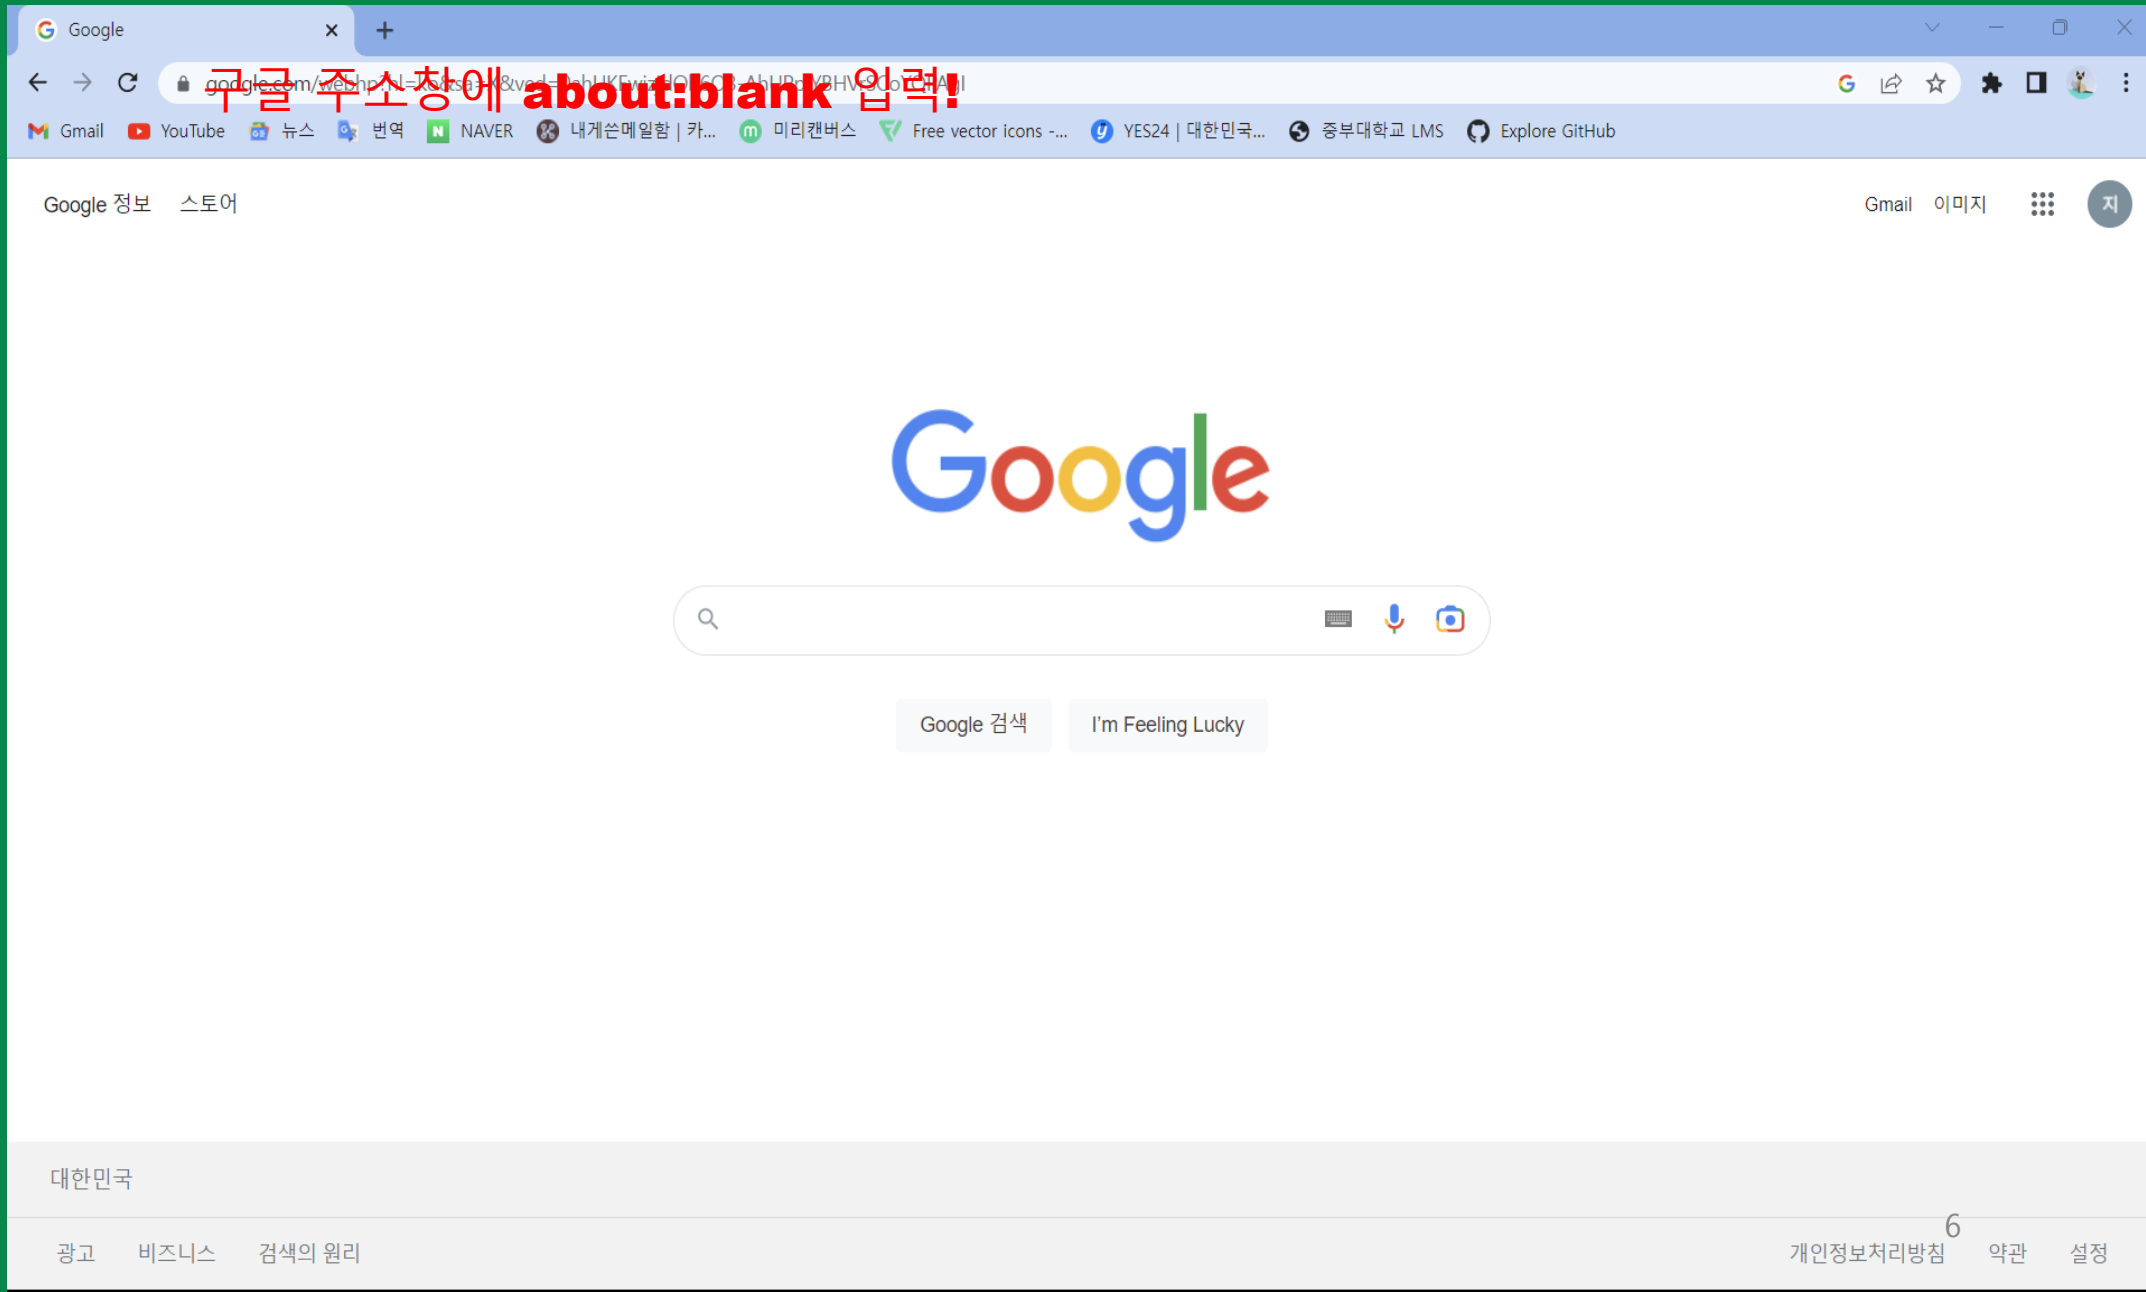 Google
구글 주소창에 about:blank 입력!
Gmail YouTube 뉴스 번역 NAVER 내게쓴메일함 | 카... 미리캔버스 Free vector icons -... YES24 | 대한민국... 중부대학교 LMS Explore GitHub
Google 정보 스토어 Gmail 이미지 지
Google
Google 검색 I'm Feeling Lucky
대한민국
6
광고 비즈니스 검색의 원리 개인정보처리방침 약관 설정